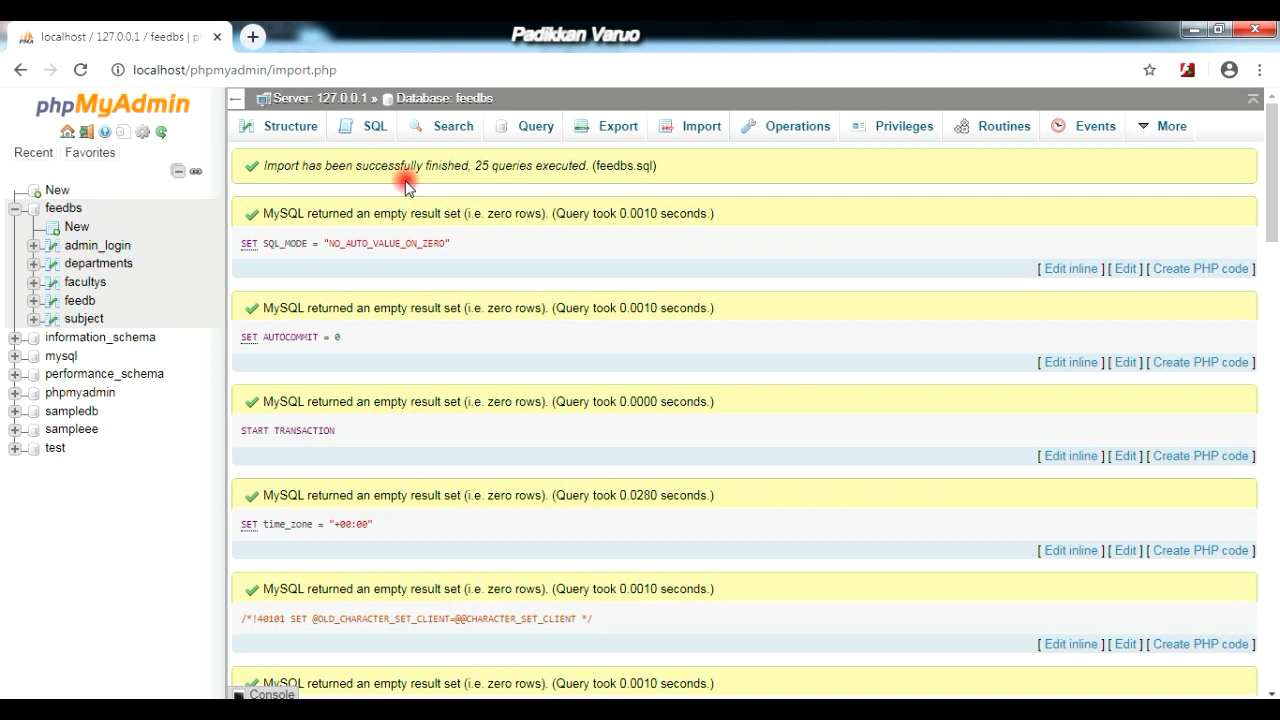 localhost / 127.0.0.1 / feedbs | p
Padikkan Varuo
localhost/phpmyadmin/import.php
phpMyAdmin
Recent Favorites
New
feedbs
New
admin_login
departments
facultys
feedb
subject
information_schema
mysql
performance_schema
phpmyadmin
sampledb
sampleee
test
Server: 127.0.0.1 » Database: feedbs
Structure SQL Search Query Export Import Operations Privileges Routines Events More
Import has been successfully finished, 25 queries executed. (feedbs.sql)
MySQL returned an empty result set (i.e. zero rows). (Query took 0.0010 seconds.)
SET SQL_MODE = "NO_AUTO_VALUE_ON_ZERO"
[ Edit inline ] [ Edit ] [ Create PHP code ]
MySQL returned an empty result set (i.e. zero rows). (Query took 0.0010 seconds.)
SET AUTOCOMMIT = 0
[ Edit inline ] [ Edit ] [ Create PHP code ]
MySQL returned an empty result set (i.e. zero rows). (Query took 0.0000 seconds.)
START TRANSACTION
[ Edit inline ] [ Edit ] [ Create PHP code ]
MySQL returned an empty result set (i.e. zero rows). (Query took 0.0280 seconds.)
SET time_zone = "+00:00"
[ Edit inline ] [ Edit ] [ Create PHP code ]
MySQL returned an empty result set (i.e. zero rows). (Query took 0.0010 seconds.)
/*!40101 SET @OLD_CHARACTER_SET_CLIENT=@@CHARACTER_SET_CLIENT */
[ Edit inline ] [ Edit ] [ Create PHP code ]
MySQL returned an empty result set (i.e. zero rows). (Query took 0.0010 seconds.)
Console